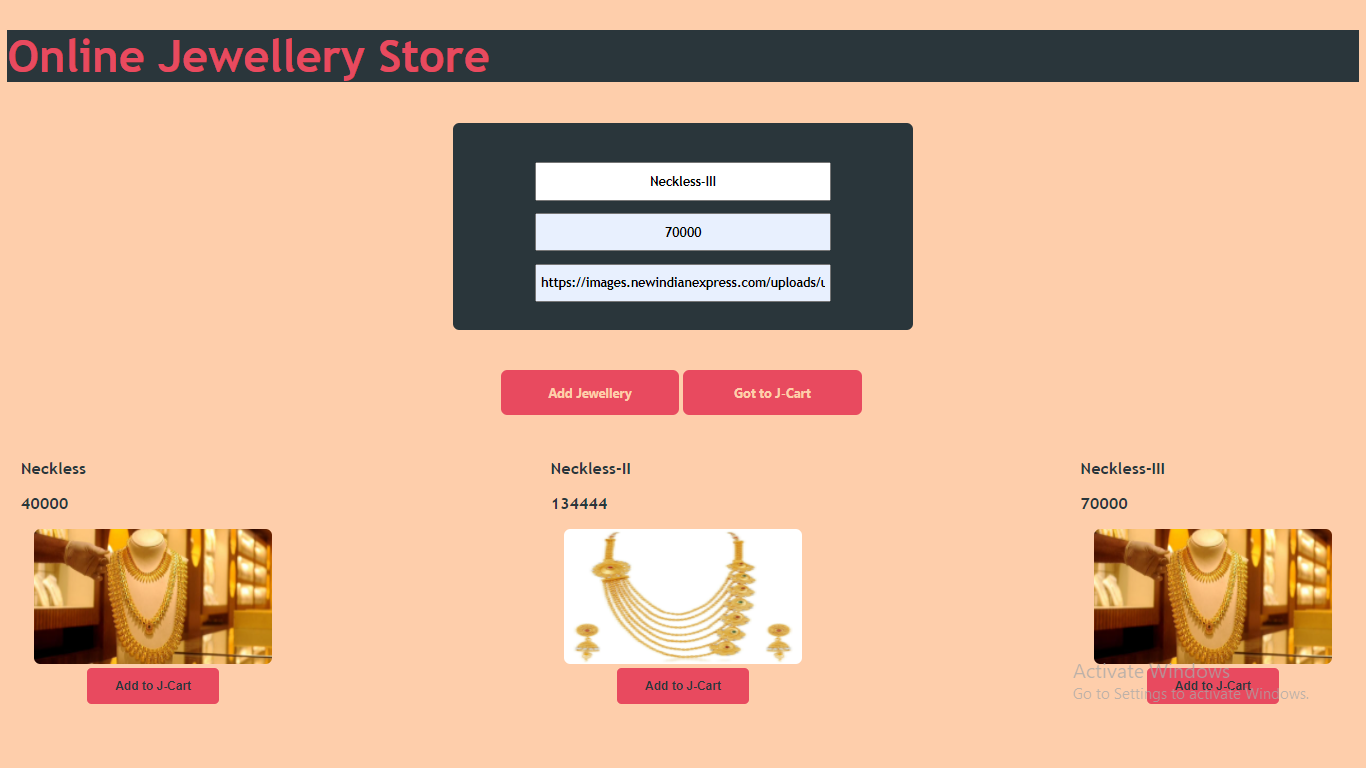 Online Jewellery Store
Neckless-III
70000
https://images.newindianexpress.com/uploads/u
Add Jewellery
Got to J-Cart
Neckless
40000
Add to J-Cart
Neckless-II
134444
Add to J-Cart
Neckless-III
70000
Add to J-Cart
Activate Windows
Go to Settings to activate Windows.